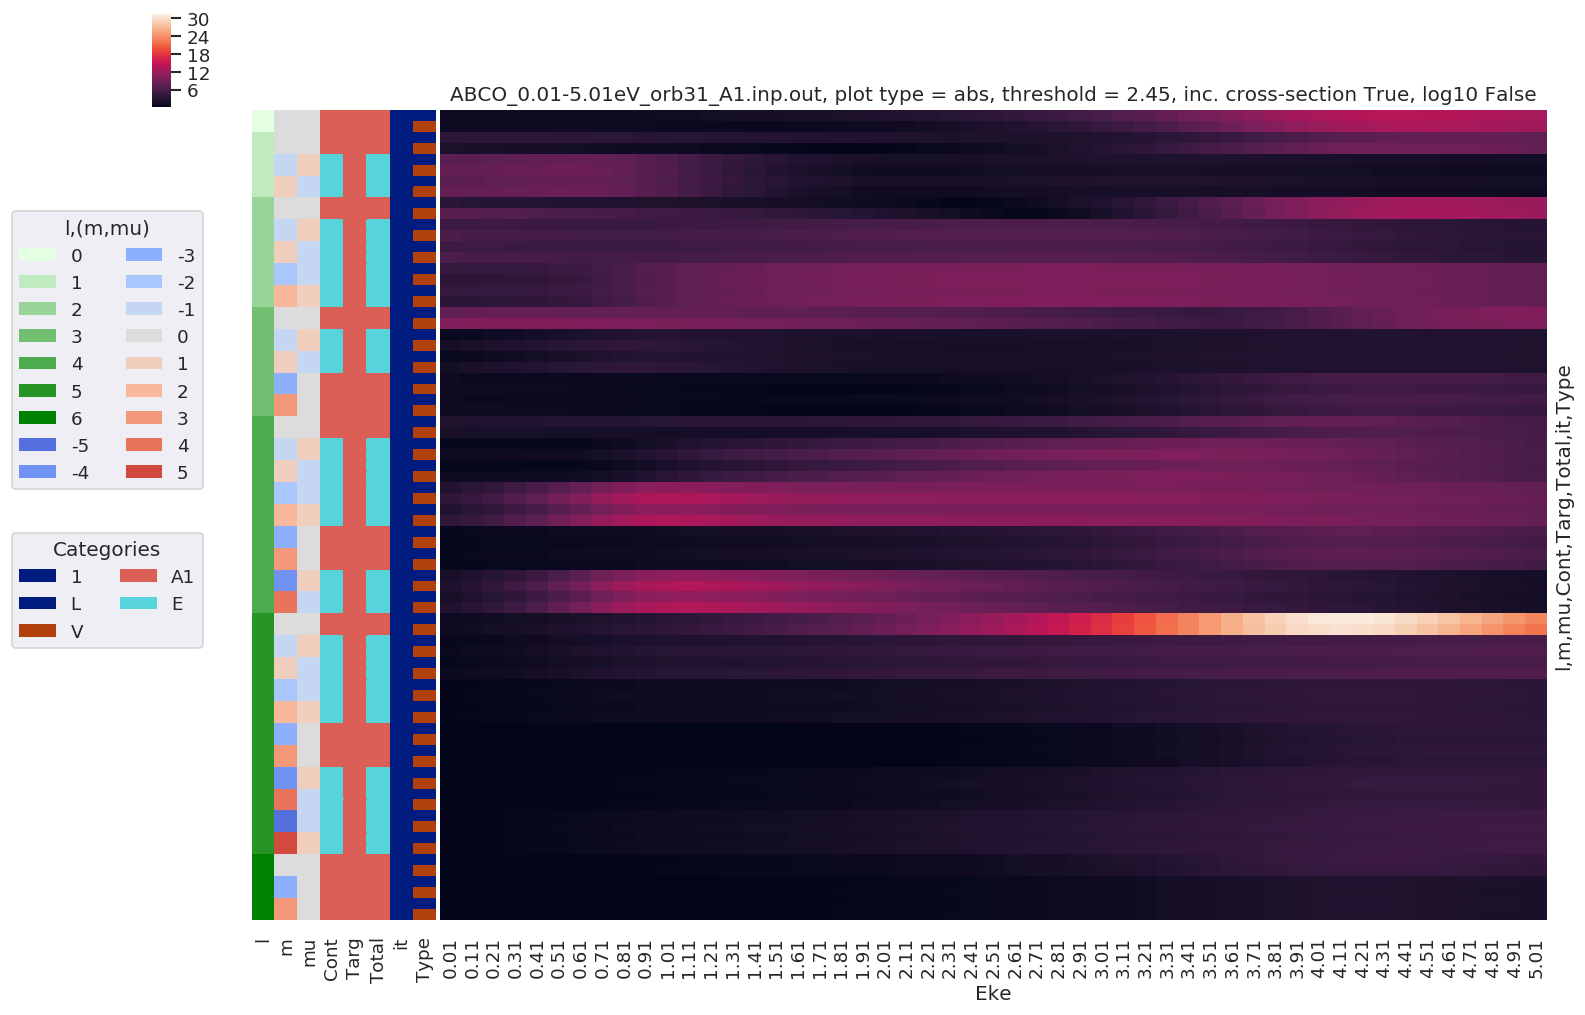 30
24
18
12
6
ABCO_0.01-5.01eV_orb31_A1.inp.out, plot type = abs, threshold = 2.45, inc. cross-section True, log10 False
l,(m,mu)
0 -3
1 -2
2 -1
3 0
4 1
5 2
6 3
-5 4
-4 5
Categories
1 A1
L E
V
l,m,mu,Cont,Targ,Total,it,Type
l m mu Cont Targ Total it Type
0.01 0.11 0.21 0.31 0.41 0.51 0.61 0.71 0.81 0.91 1.01 1.11 1.21 1.31 1.41 1.51 1.61 1.71 1.81 1.91 2.01 2.11 2.21 2.31 2.41 2.51 2.61 2.71 2.81 2.91 3.01 3.11 3.21 3.31 3.41 3.51 3.61 3.71 3.81 3.91 4.01 4.11 4.21 4.31 4.41 4.51 4.61 4.71 4.81 4.91 5.01
Eke